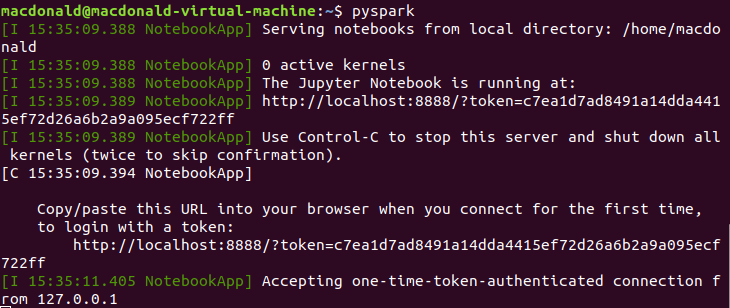 macdonald@macdonald-virtual-machine:~$ pyspark
[I 15:35:09.388 NotebookApp] Serving notebooks from local directory: /home/macdo
nald
[I 15:35:09.388 NotebookApp] 0 active kernels
[I 15:35:09.388 NotebookApp] The Jupyter Notebook is running at:
[I 15:35:09.389 NotebookApp] http://localhost:8888/?token=c7ea1d7ad8491a14dda441
5ef72d26a6b2a9a095ecf722ff
[I 15:35:09.389 NotebookApp] Use Control-C to stop this server and shut down all
 kernels (twice to skip confirmation).
[C 15:35:09.394 NotebookApp]

    Copy/paste this URL into your browser when you connect for the first time,
    to login with a token:
        http://localhost:8888/?token=c7ea1d7ad8491a14dda4415ef72d26a6b2a9a095ecf
722ff
[I 15:35:11.405 NotebookApp] Accepting one-time-token-authenticated connection f
rom 127.0.0.1